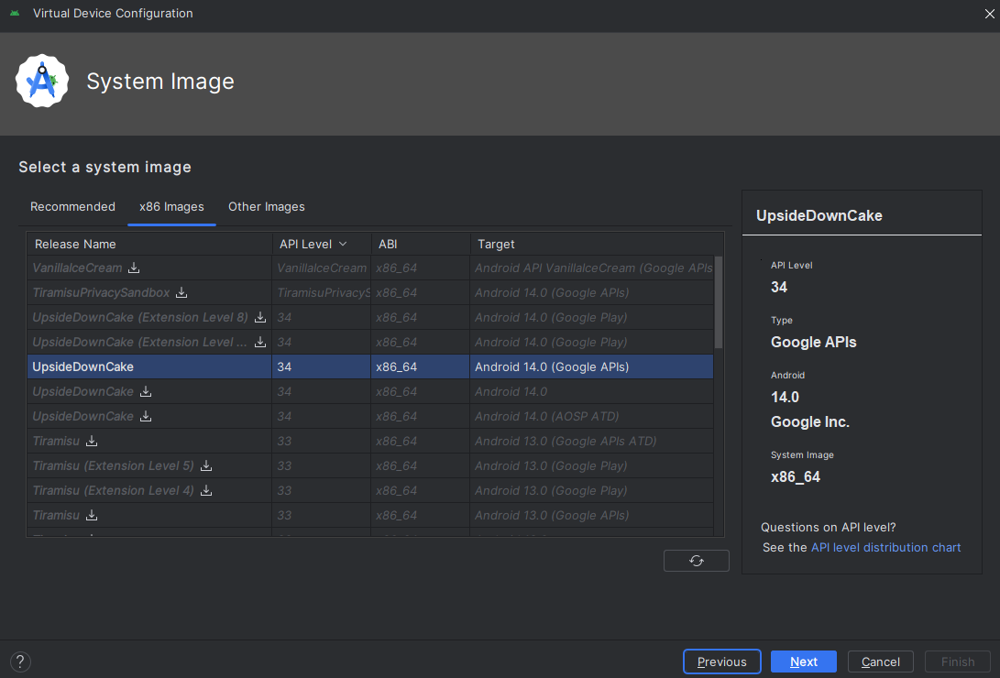 Virtual Device Configuration
System Image
Select a system image
Recommended x86 Images Other Images
Release Name API Level ABI Target
VanillaIceCream VanillaIceCream x86_64 Android API VanillaIceCream (Google APIs
TiramisuPrivacySandbox TiramisuPrivacyS x86_64 Android 14.0 (Google APIs)
UpsideDownCake (Extension Level 8) 34 x86_64 Android 14.0 (Google Play)
UpsideDownCake (Extension Level ... 34 x86_64 Android 14.0 (Google Play)
UpsideDownCake 34 x86_64 Android 14.0 (Google APIs)
UpsideDownCake 34 x86_64 Android 14.0
UpsideDownCake 34 x86_64 Android 14.0 (AOSP ATD)
Tiramisu 33 x86_64 Android 13.0 (Google APIs ATD)
Tiramisu (Extension Level 5) 33 x86_64 Android 13.0 (Google Play)
Tiramisu (Extension Level 4) 33 x86_64 Android 13.0 (Google Play)
Tiramisu 33 x86_64 Android 13.0 (Google APIs)
UpsideDownCake
API Level
34
Type
Google APIs
Android
14.0
Google Inc.
System Image
x86_64
Questions on API level?
See the API level distribution chart
? Previous Next Cancel Finish